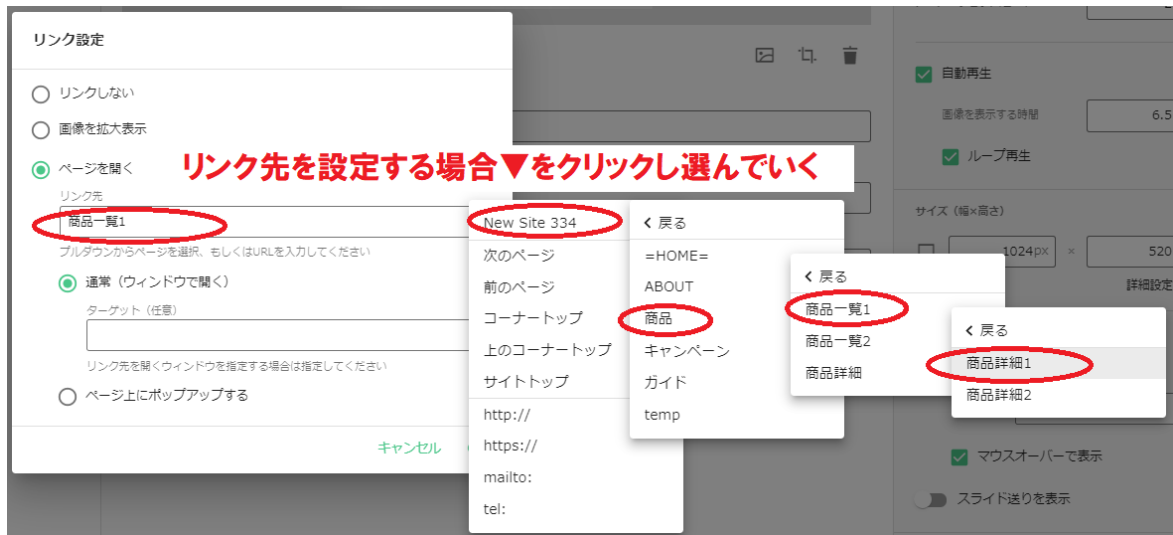 リンク設定
リンクしない
画像を拡大表示
ページを開く
リンク先を設定する場合▼をクリックし選んでいく
リンク先
商品一覧1
プルダウンからページを選択、もしくはURLを入力してください
通常（ウィンドウで開く）
ターゲット（任意）
リンク先を開くウィンドウを指定する場合は指定してください
ページ上にポップアップする
キャンセル
New Site 334
次のページ
前のページ
コーナートップ
上のコーナートップ
サイトトップ
http://
https://
mailto:
tel:
戻る
=HOME=
ABOUT
商品
キャンペーン
ガイド
temp
戻る
商品一覧1
商品一覧2
商品詳細
戻る
商品詳細1
商品詳細2
自動再生
画像を表示する時間
6.5
ループ再生
サイズ（幅×高さ）
1024px × 520
詳細設定
マウスオーバーで表示
スライド送りを表示